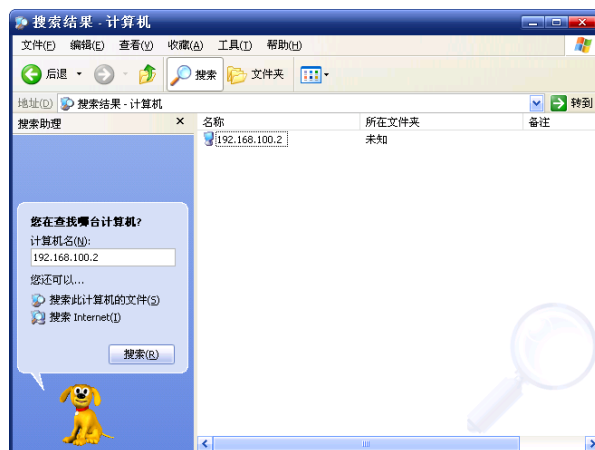 搜索结果 - 计算机
文件(F) 编辑(E) 查看(V) 收藏(A) 工具(T) 帮助(H)
后退 搜索 文件夹
地址(D) 搜索结果 - 计算机 转到
搜索助理
名称 所在文件夹 备注
192.168.100.2 未知
您在查找哪台计算机?
计算机名(N):
192.168.100.2
您还可以...
搜索此计算机的文件(S)
搜索 Internet(I)
搜索(R)